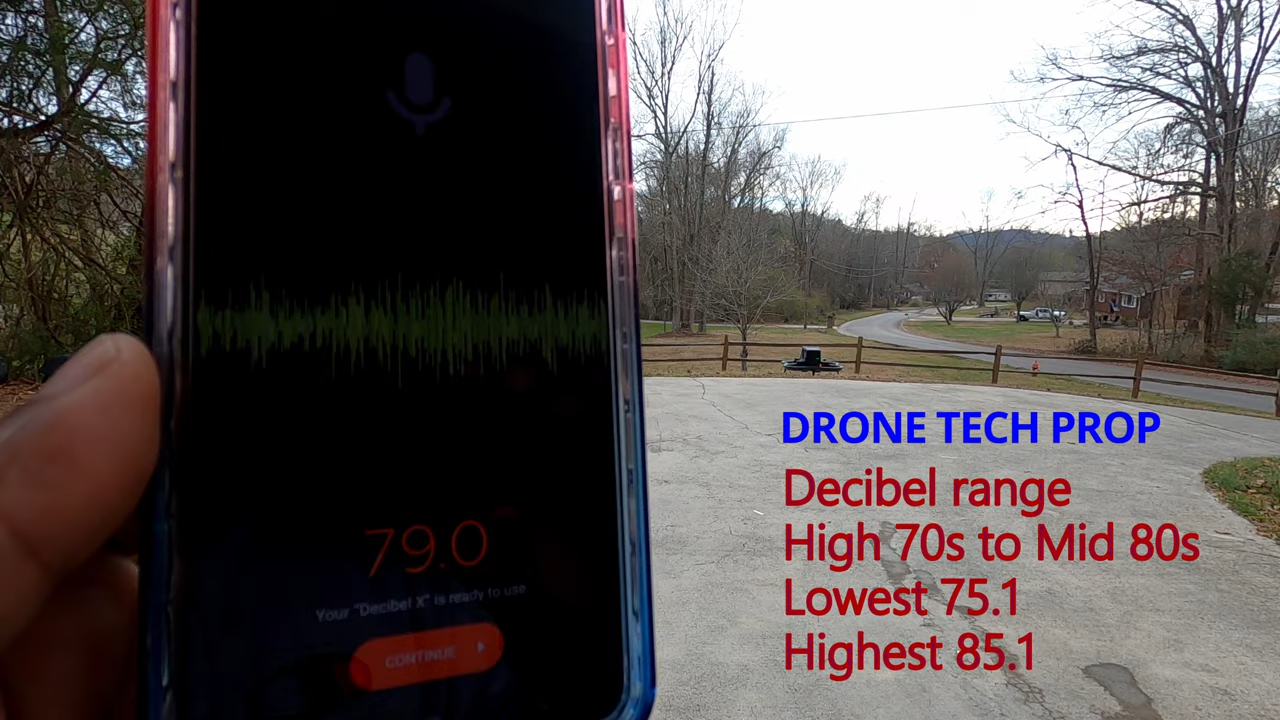 79.0
Your "Decibel X" is ready to use
CONTINUE
DRONE TECH PROP
Decibel range
High 70s to Mid 80s
Lowest 75.1
Highest 85.1